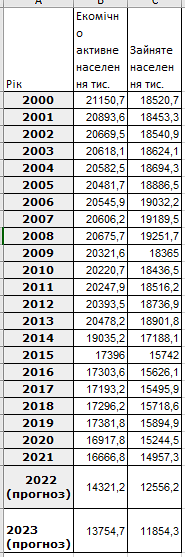 A B C
Рік Екомічн
о
активне
населен
ня тис. Зайняте
населен
ня тис.
2000 21150,7 18520,7
2001 20893,6 18453,3
2002 20669,5 18540,9
2003 20618,1 18624,1
2004 20582,5 18694,3
2005 20481,7 18886,5
2006 20545,9 19032,2
2007 20606,2 19189,5
2008 20675,7 19251,7
2009 20321,6 18365
2010 20220,7 18436,5
2011 20247,9 18516,2
2012 20393,5 18736,9
2013 20478,2 18901,8
2014 19035,2 17188,1
2015 17396 15742
2016 17303,6 15626,1
2017 17193,2 15495,9
2018 17296,2 15718,6
2019 17381,8 15894,9
2020 16917,8 15244,5
2021 16666,8 14957,3
2022
(прогноз) 14321,2 12556,2
2023
(прогноз) 13754,7 11854,3